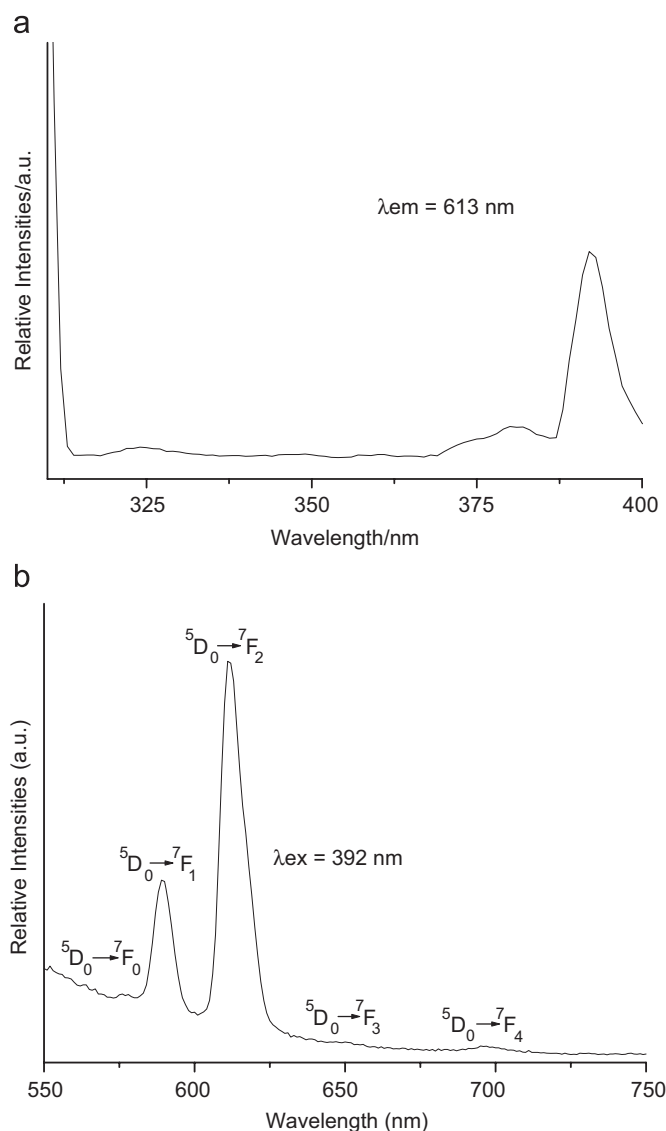 a
Relative Intensities/a.u.
λem = 613 nm
325 350 375 400
Wavelength/nm
b
Relative Intensities (a.u.)
⁵D₀→⁷F₂
⁵D₀→⁷F₁
λex = 392 nm
⁵D₀→⁷F₀
⁵D₀→⁷F₃
⁵D₀→⁷F₄
550 600 650 700 750
Wavelength (nm)